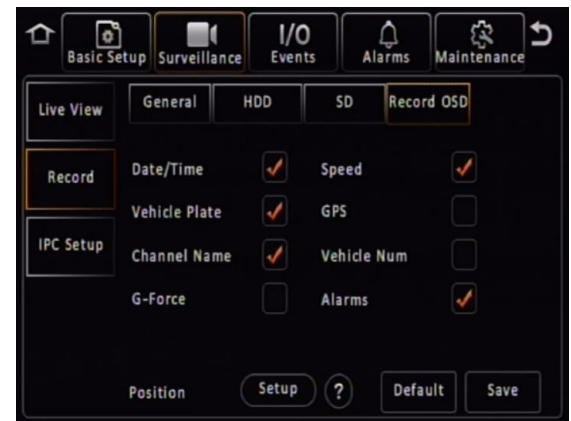 Basic Setup Surveillance I/O Events Alarms Maintenance
Live View General HDD SD Record OSD
Record Date/Time Speed
Vehicle Plate GPS
IPC Setup Channel Name Vehicle Num
G-Force Alarms
Position Setup ? Default Save